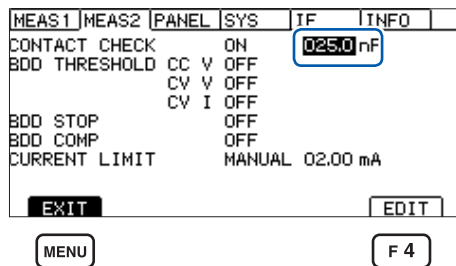 MEAS1 MEAS2 PANEL SYS IF INFO
CONTACT CHECK ON 025.0 nF
BDD THRESHOLD CC V OFF
CV V OFF
CV I OFF
BDD STOP OFF
BDD COMP OFF
CURRENT LIMIT MANUAL 02.00 mA
EXIT EDIT
MENU F 4